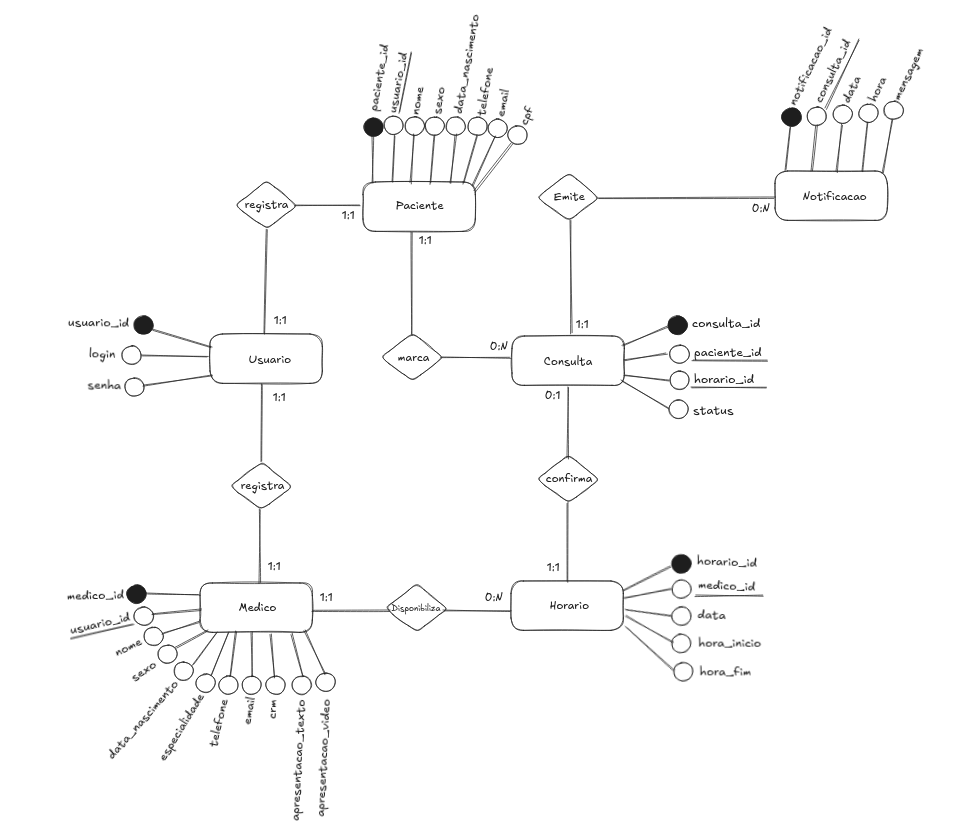 paciente_id
usuario_id
nome
sexo
data_nascimento
telefone
email
cpf
notificacao_id
consulta_id
data
hora
mensagem
registra
1:1
Paciente
1:1
Emite
0:N
Notificacao
usuario_id
login
senha
1:1
Usuario
1:1
marca
0:N
1:1
Consulta
0:1
consulta_id
paciente_id
horario_id
status
registra
confirma
1:1
1:1
medico_id
usuario_id
nome
sexo
data_nascimento
especialidade
telefone
email
crm
apresentacao_texto
apresentacao_video
Medico
1:1
Disponibiliza
0:N
Horario
horario_id
medico_id
data
hora_inicio
hora_fim